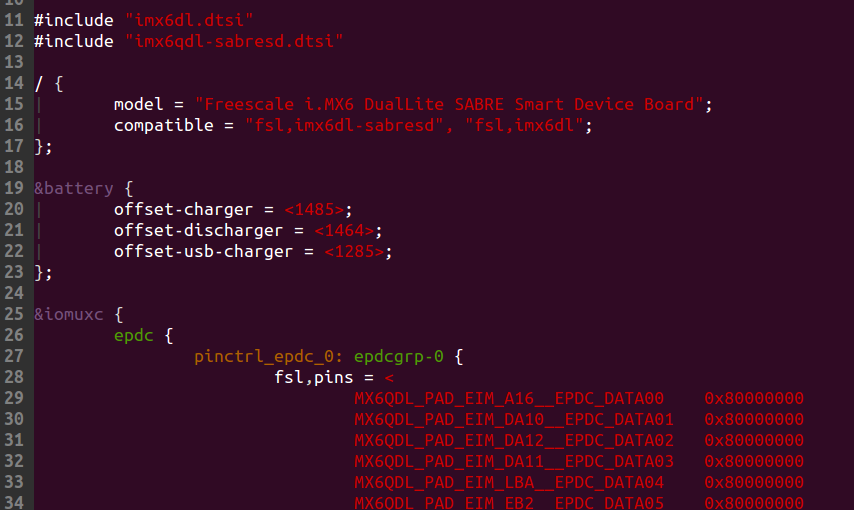 11 #include "imx6dl.dtsi"
12 #include "imx6qdl-sabresd.dtsi"
13
14 / {
15 model = "Freescale i.MX6 DualLite SABRE Smart Device Board";
16 compatible = "fsl,imx6dl-sabresd", "fsl,imx6dl";
17 };
18
19 &battery {
20 offset-charger = <1485>;
21 offset-discharger = <1464>;
22 offset-usb-charger = <1285>;
23 };
24
25 &iomuxc {
26 epdc {
27 pinctrl_epdc_0: epdcgrp-0 {
28 fsl,pins = <
29 MX6QDL_PAD_EIM_A16__EPDC_DATA00 0x80000000
30 MX6QDL_PAD_EIM_DA10__EPDC_DATA01 0x80000000
31 MX6QDL_PAD_EIM_DA12__EPDC_DATA02 0x80000000
32 MX6QDL_PAD_EIM_DA11__EPDC_DATA03 0x80000000
33 MX6QDL_PAD_EIM_LBA__EPDC_DATA04 0x80000000
34 MX6QDL_PAD_EIM_EB2__EPDC_DATA05 0x80000000